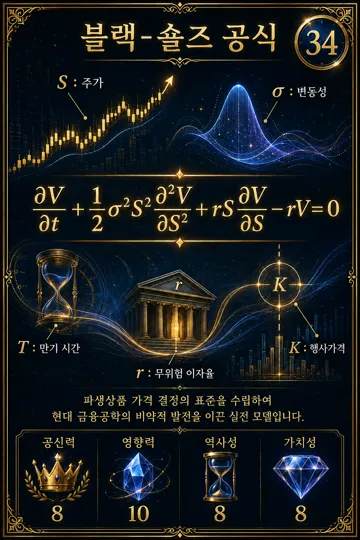 블랙-숄즈 공식
34
S : 주가
σ : 변동성
∂V/∂t + 1/2 σ²S² ∂²V/∂S² + rS ∂V/∂S − rV = 0
r
K
T : 만기 시간
K : 행사가격
r : 무위험 이자율
파생상품 가격 결정의 표준을 수립하여
현대 금융공학의 비약적 발전을 이끈 실전 모델입니다.
공신력 영향력 역사성 가치성
8 10 8 8